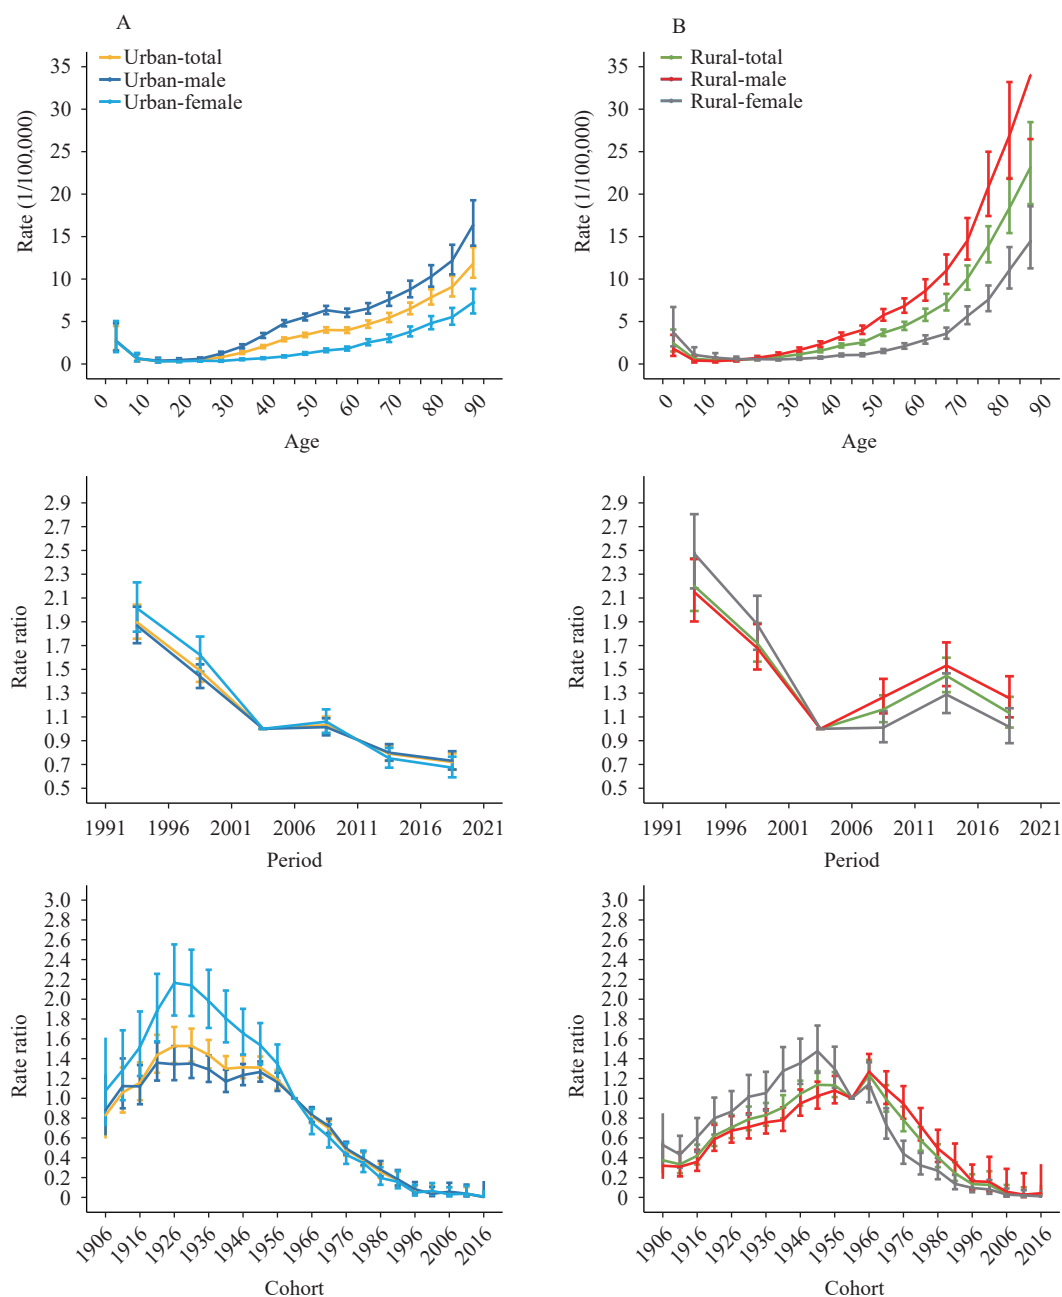 A
Urban-total
Urban-male
Urban-female
Rate (1/100,000)
35
30
25
20
15
10
5
0
0 10 20 30 40 50 60 70 80 90
Age
B
Rural-total
Rural-male
Rural-female
Rate (1/100,000)
35
30
25
20
15
10
5
0
0 10 20 30 40 50 60 70 80 90
Age
Rate ratio
2.9
2.7
2.5
2.3
2.1
1.9
1.7
1.5
1.3
1.1
0.9
0.7
0.5
1991 1996 2001 2006 2011 2016 2021
Period
Rate ratio
2.9
2.7
2.5
2.3
2.1
1.9
1.7
1.5
1.3
1.1
0.9
0.7
0.5
1991 1996 2001 2006 2011 2016 2021
Period
Rate ratio
3.0
2.8
2.6
2.4
2.2
2.0
1.8
1.6
1.4
1.2
1.0
0.8
0.6
0.4
0.2
0
1906 1916 1926 1936 1946 1956 1966 1976 1986 1996 2006 2016
Cohort
Rate ratio
3.0
2.8
2.6
2.4
2.2
2.0
1.8
1.6
1.4
1.2
1.0
0.8
0.6
0.4
0.2
0
1906 1916 1926 1936 1946 1956 1966 1976 1986 1996 2006 2016
Cohort